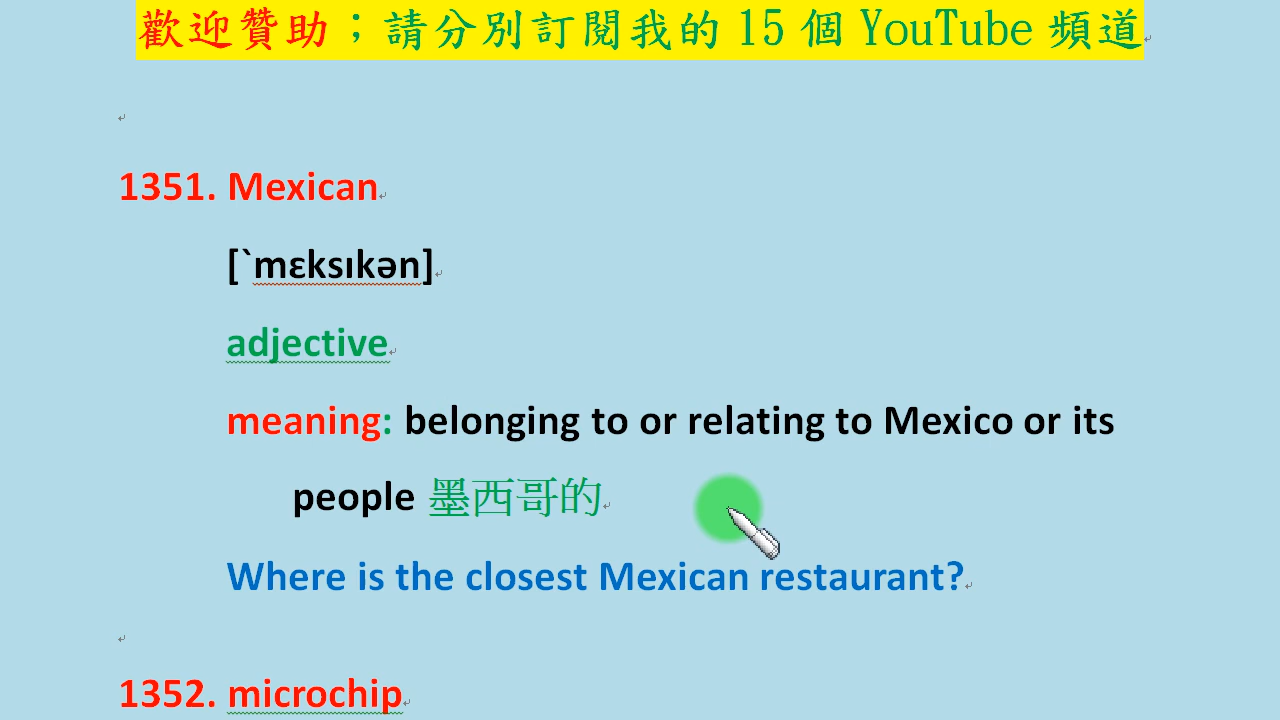 歡迎贊助；請分別訂閱我的 15 個 YouTube 頻道
1351. Mexican
[`mɛksɪkən]
adjective
meaning: belonging to or relating to Mexico or its
people 墨西哥的
Where is the closest Mexican restaurant?
1352. microchip